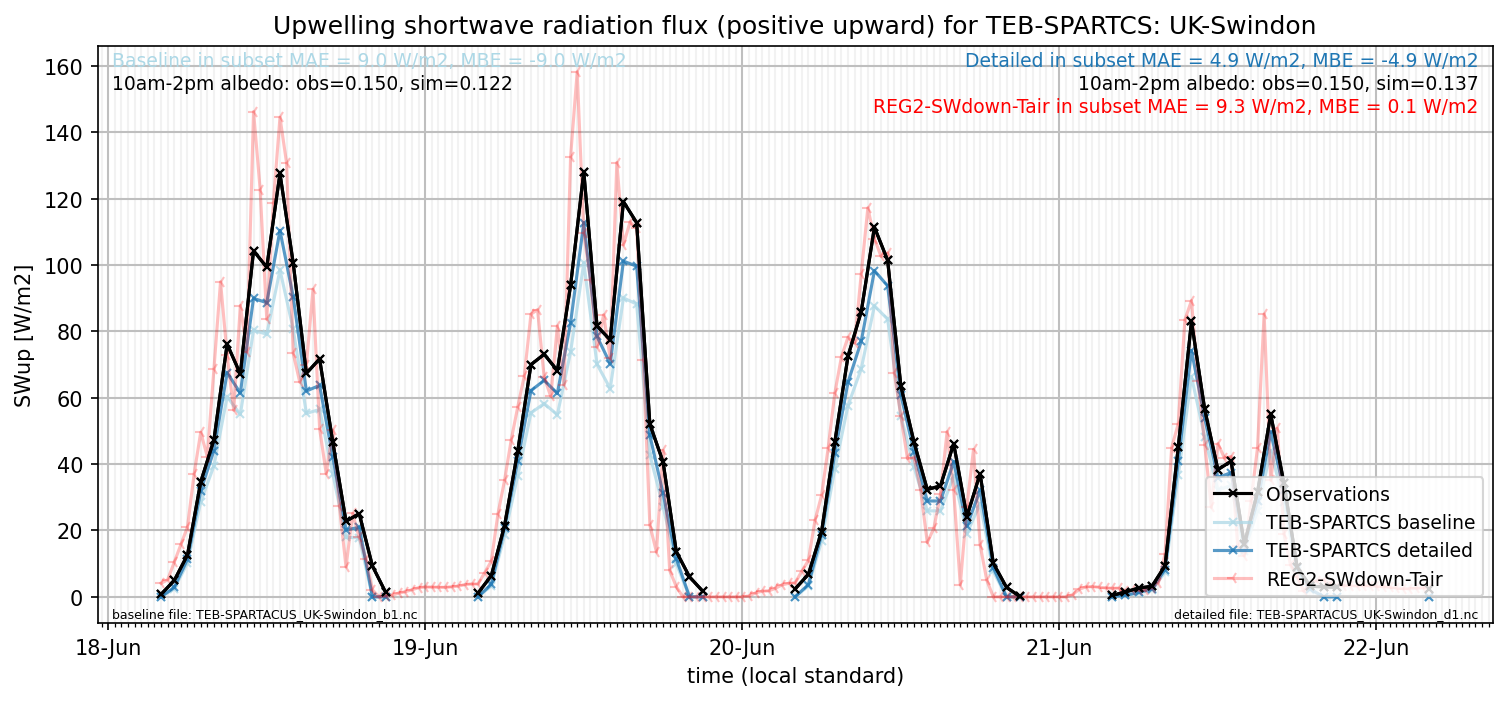 Upwelling shortwave radiation flux (positive upward) for TEB-SPARTCS: UK-Swindon
Baseline in subset MAE = 9.0 W/m2, MBE = -9.0 W/m2
10am-2pm albedo: obs=0.150, sim=0.122
Detailed in subset MAE = 4.9 W/m2, MBE = -4.9 W/m2
10am-2pm albedo: obs=0.150, sim=0.137
REG2-SWdown-Tair in subset MAE = 9.3 W/m2, MBE = 0.1 W/m2
SWup [W/m2]
160
140
120
100
80
60
40
20
0
Observations
TEB-SPARTCS baseline
TEB-SPARTCS detailed
REG2-SWdown-Tair
baseline file: TEB-SPARTACUS_UK-Swindon_b1.nc
detailed file: TEB-SPARTACUS_UK-Swindon_d1.nc
18-Jun
19-Jun
20-Jun
21-Jun
22-Jun
time (local standard)